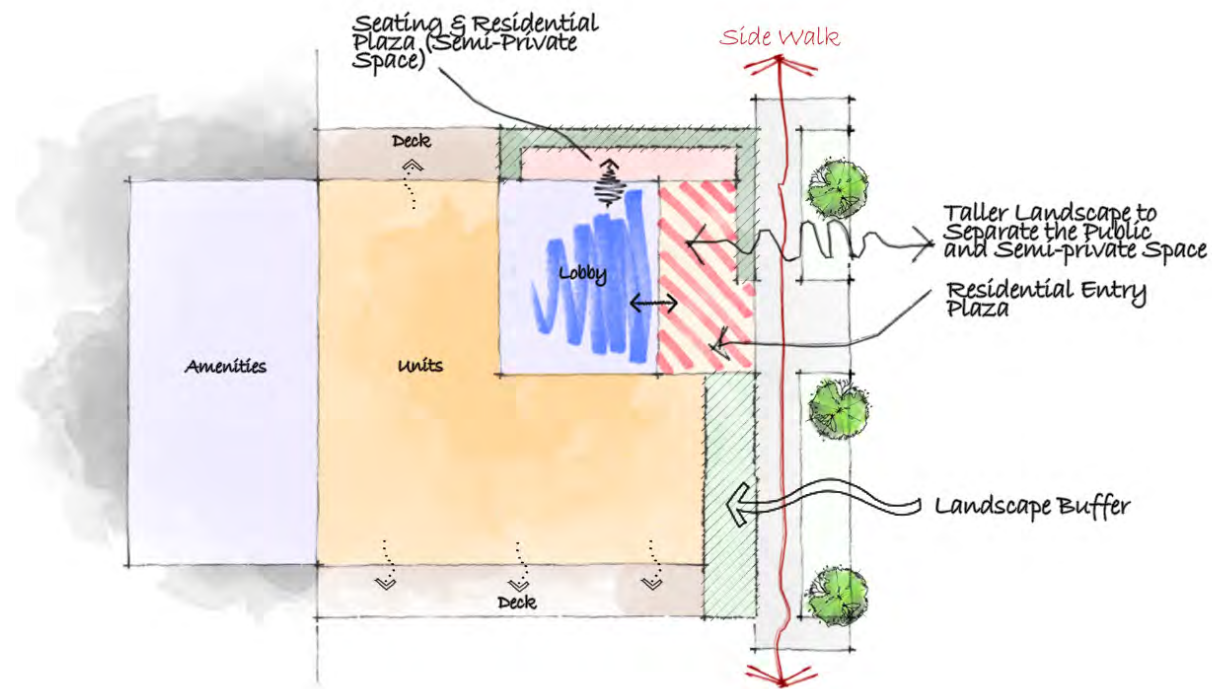 Seating & Residential
Plaza (Semi-Private
Space)
Side Walk
Deck
Taller Landscape to
Separate the Public
and Semi-private Space
Lobby
Residential Entry
Plaza
Amenities
Units
Landscape Buffer
Deck